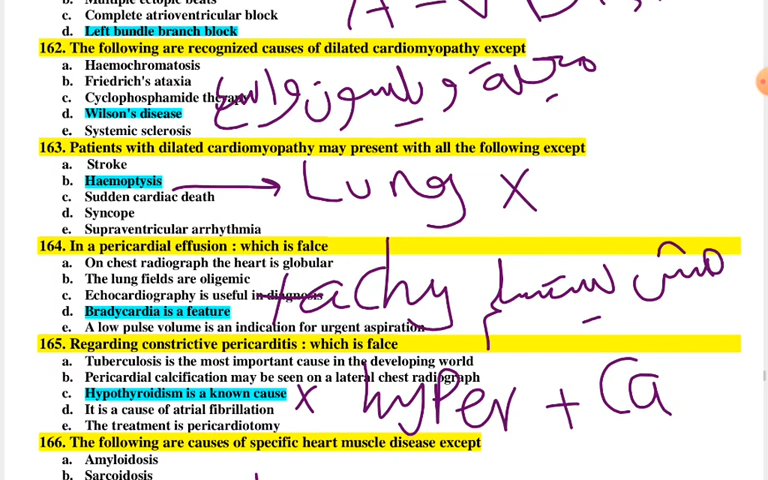 c. Complete atrioventricular block
d. Left bundle branch block
162. The following are recognized causes of dilated cardiomyopathy except
a. Haemochromatosis
b. Friedrich's ataxia
c. Cyclophosphamide therapy
d. Wilson's disease
e. Systemic sclerosis
163. Patients with dilated cardiomyopathy may present with all the following except
a. Stroke
b. Haemoptysis
Lung X
c. Sudden cardiac death
d. Syncope
e. Supraventricular arrhythmia
164. In a pericardial effusion : which is falce
a. On chest radiograph the heart is globular
b. The lung fields are oligemic
c. Echocardiography is useful in diagnosis
tachy مش
d. Bradycardia is a feature
e. A low pulse volume is an indication for urgent aspiration
165. Regarding constrictive pericarditis : which is falce
a. Tuberculosis is the most important cause in the developing world
b. Pericardial calcification may be seen on a lateral chest radiograph
c. Hypothyroidism is a known cause
X hyper + Ca
d. It is a cause of atrial fibrillation
e. The treatment is pericardiotomy
166. The following are causes of specific heart muscle disease except
a. Amyloidosis
b. Sarcoidosis